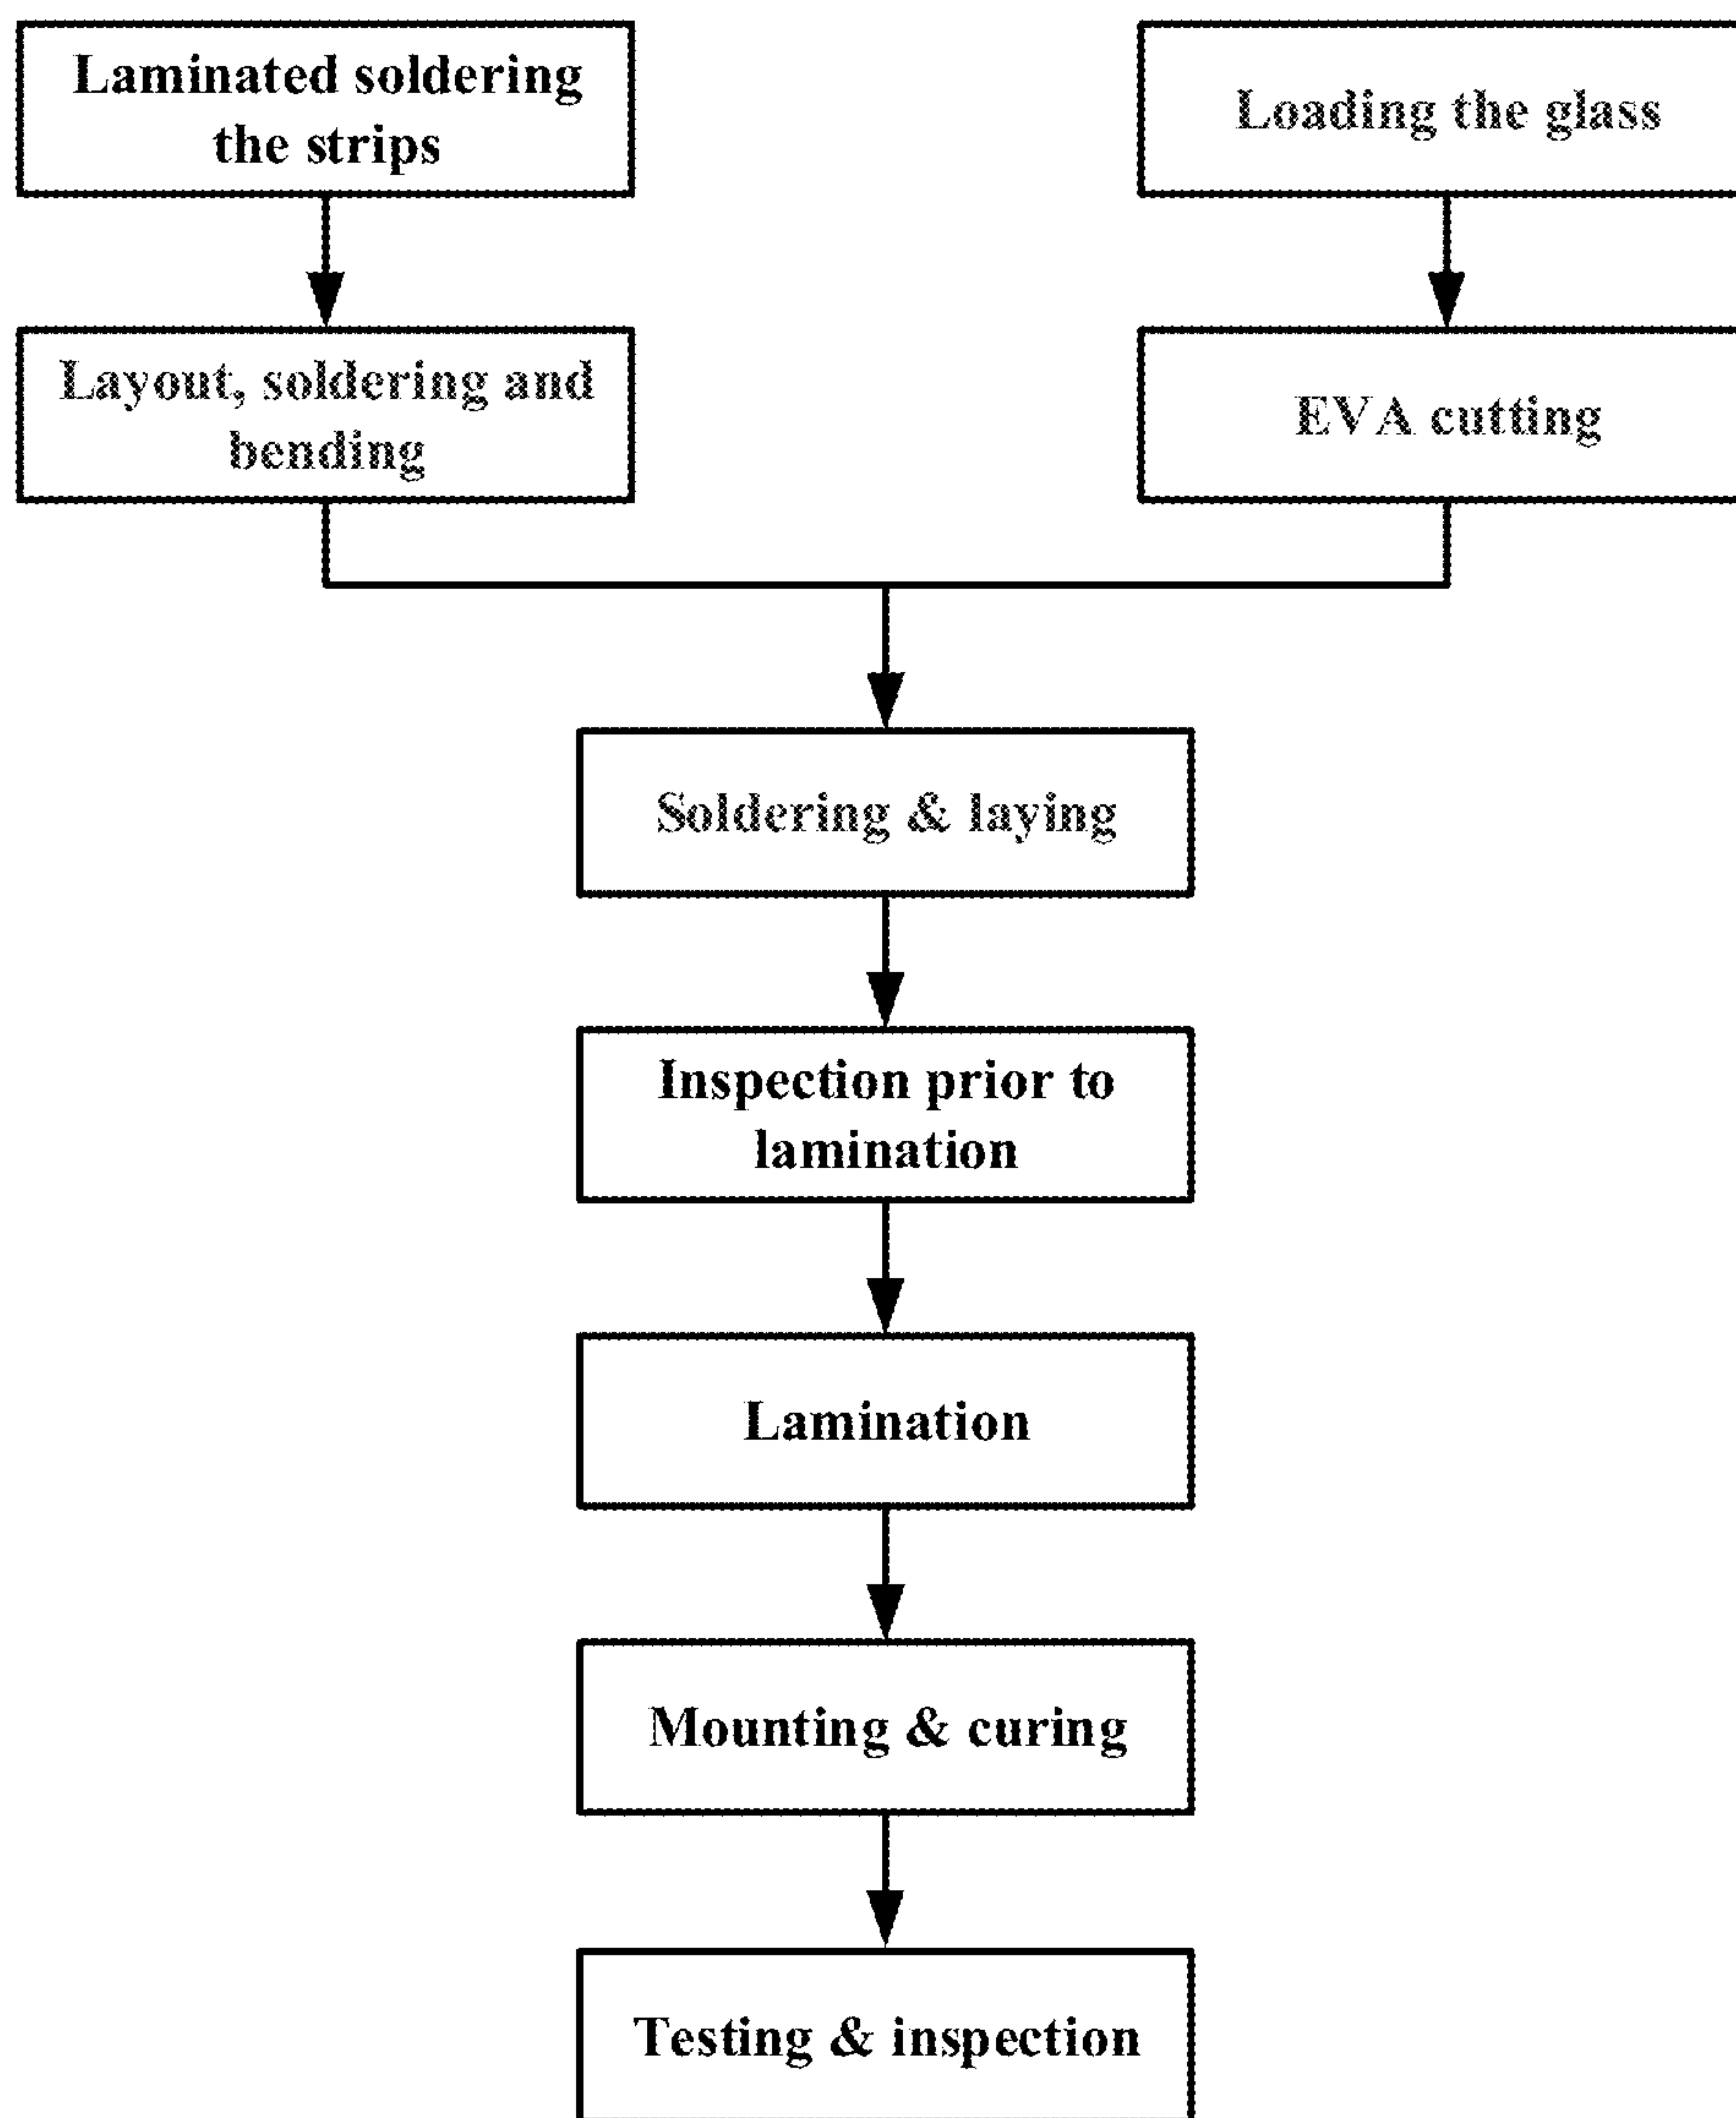 Laminated soldering
the strips
Loading the glass
Layout, soldering and
bending
EVA cutting
Soldering & laying
Inspection prior to
lamination
Lamination
Mounting & curing
Testing & inspection